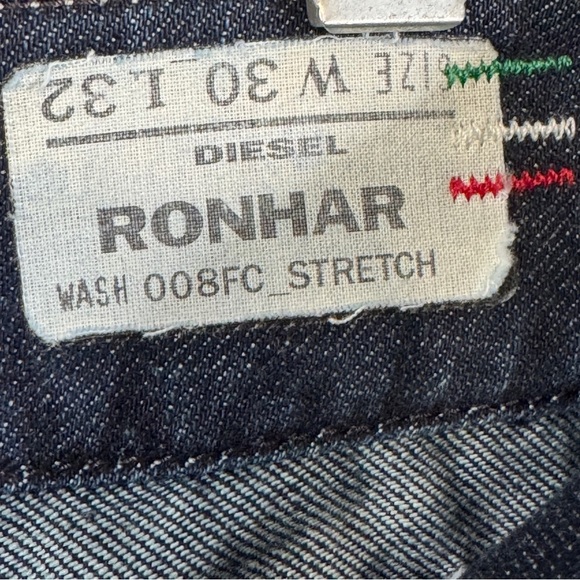 SIZE W 30 L 32
DIESEL
RONHAR
WASH 008FC_STRETCH